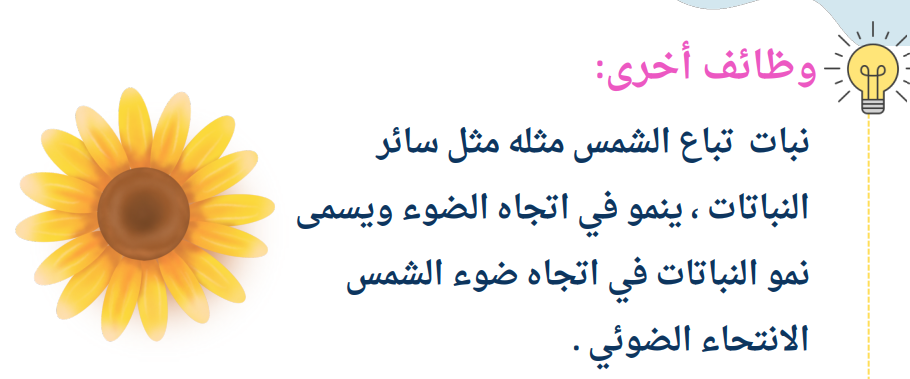 وظائف أخرى:
نبات تباع الشمس مثله مثل سائر
النباتات ، ينمو في اتجاه الضوء ويسمى
نمو النباتات في اتجاه ضوء الشمس
الانتحاء الضوئي .